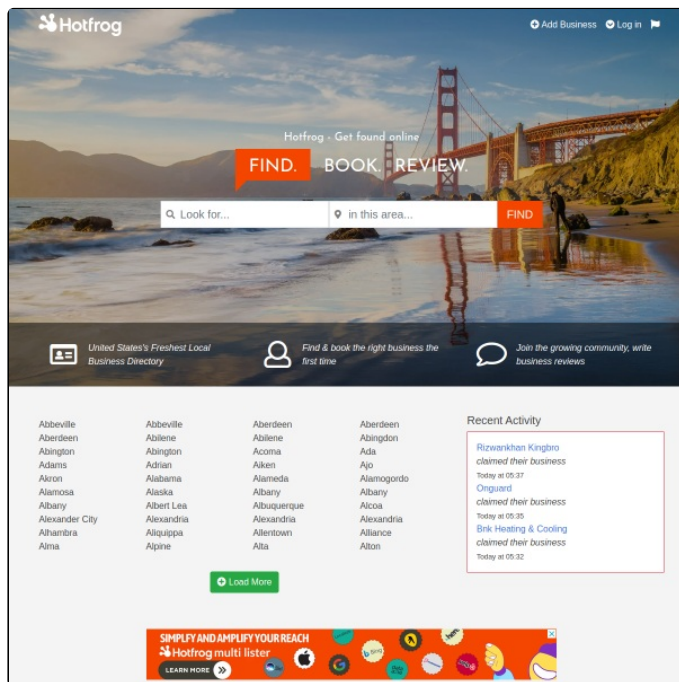 Hotfrog
Add Business
Log in
Hotfrog - Get found online
FIND. BOOK. REVIEW.
Look for...
in this area...
FIND
United States's Freshest Local
Business Directory
Find & book the right business the
first time
Join the growing community, write
business reviews
Abbeville
Aberdeen
Abington
Adams
Akron
Alamosa
Albany
Alexander City
Alhambra
Alma
Abbeville
Abilene
Abington
Adrian
Alabama
Alaska
Albert Lea
Alexandria
Aliquippa
Alpine
Aberdeen
Abilene
Acoma
Aiken
Alameda
Albany
Albuquerque
Alexandria
Allentown
Alta
Aberdeen
Abingdon
Ada
Ajo
Alamogordo
Albany
Alcoa
Alexandria
Alliance
Alton
Load More
Recent Activity
Rizwankhan Kingbro
claimed their business
Today at 05:37
Onguard
claimed their business
Today at 05:35
Bnk Heating & Cooling
claimed their business
Today at 05:32
SIMPLFY AND AMPLIFY YOUR REACH
Hotfrog multi lister
LEARN MORE